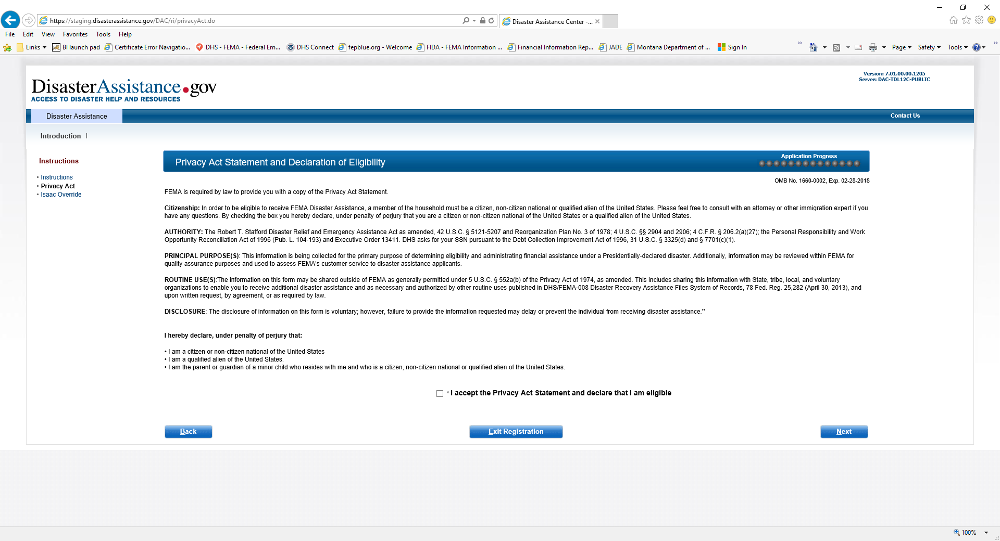 https://staging.disasterassistance.gov/DAC/ri/privacyAct.do
Disaster Assistance Center -...
File Edit View Favorites Tools Help
Links BI launch pad Certificate Error Navigatio... DHS - FEMA - Federal Em... DHS Connect fepblue.org - Welcome FIDA - FEMA Information ... Financial Information Rep... JADE Montana Department of ... Sign In Page Safety Tools
Version: 7.01.00.00.1205
Server: DAC-TDL12C-PUBLIC
DisasterAssistance.gov
ACCESS TO DISASTER HELP AND RESOURCES
Disaster Assistance Contact Us
Introduction |
Instructions
• Instructions
• Privacy Act
• Isaac Override
Privacy Act Statement and Declaration of Eligibility
Application Progress
OMB No. 1660-0002, Exp. 02-28-2018
FEMA is required by law to provide you with a copy of the Privacy Act Statement.
Citizenship: In order to be eligible to receive FEMA Disaster Assistance, a member of the household must be a citizen, non-citizen national or qualified alien of the United States. Please feel free to consult with an attorney or other immigration expert if you
have any questions. By checking the box you hereby declare, under penalty of perjury that you are a citizen or non-citizen national of the United States or a qualified alien of the United States.
AUTHORITY: The Robert T. Stafford Disaster Relief and Emergency Assistance Act as amended, 42 U.S.C. § 5121-5207 and Reorganization Plan No. 3 of 1978; 4 U.S.C. §§ 2904 and 2906; 4 C.F.R. § 206.2(a)(27); the Personal Responsibility and Work
Opportunity Reconciliation Act of 1996 (Pub. L. 104-193) and Executive Order 13411. DHS asks for your SSN pursuant to the Debt Collection Improvement Act of 1996, 31 U.S.C. § 3325(d) and § 7701(c)(1).
PRINCIPAL PURPOSE(S): This information is being collected for the primary purpose of determining eligibility and administrating financial assistance under a Presidentially-declared disaster. Additionally, information may be reviewed within FEMA for
quality assurance purposes and used to assess FEMA's customer service to disaster assistance applicants.
ROUTINE USE(S):The information on this form may be shared outside of FEMA as generally permitted under 5 U.S.C. § 552a(b) of the Privacy Act of 1974, as amended. This includes sharing this information with State, tribe, local, and voluntary
organizations to enable you to receive additional disaster assistance and as necessary and authorized by other routine uses published in DHS/FEMA-008 Disaster Recovery Assistance Files System of Records, 78 Fed. Reg. 25,282 (April 30, 2013), and
upon written request, by agreement, or as required by law.
DISCLOSURE: The disclosure of information on this form is voluntary; however, failure to provide the information requested may delay or prevent the individual from receiving disaster assistance."
I hereby declare, under penalty of perjury that:
• I am a citizen or non-citizen national of the United States
• I am a qualified alien of the United States.
• I am the parent or guardian of a minor child who resides with me and who is a citizen, non-citizen national or qualified alien of the United States.
* I accept the Privacy Act Statement and declare that I am eligible
Back Exit Registration Next
100%